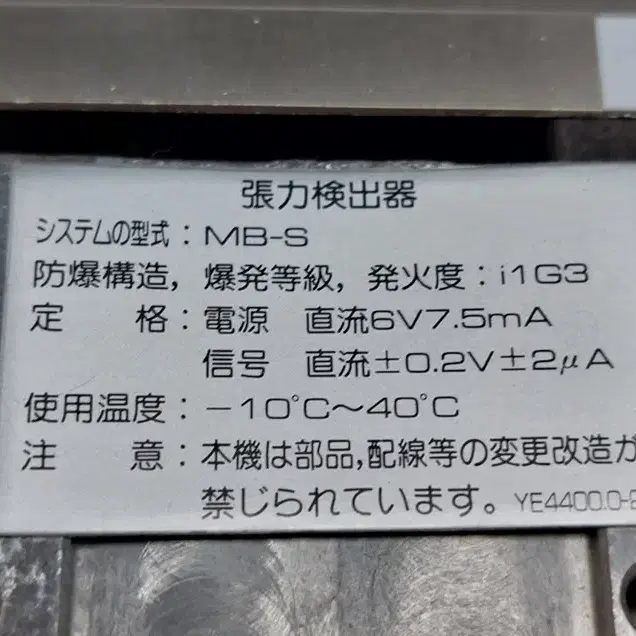 張力検出器
システムの型式：MB-S
防爆構造，爆発等級，発火度：i1G3
定　　格：電源　直流6V7.5mA
信号　直流±0.2V±2μA
使用温度：−10°C〜40°C
注　　意：本機は部品,配線等の変更改造が
禁じられています。 YE4400.0-